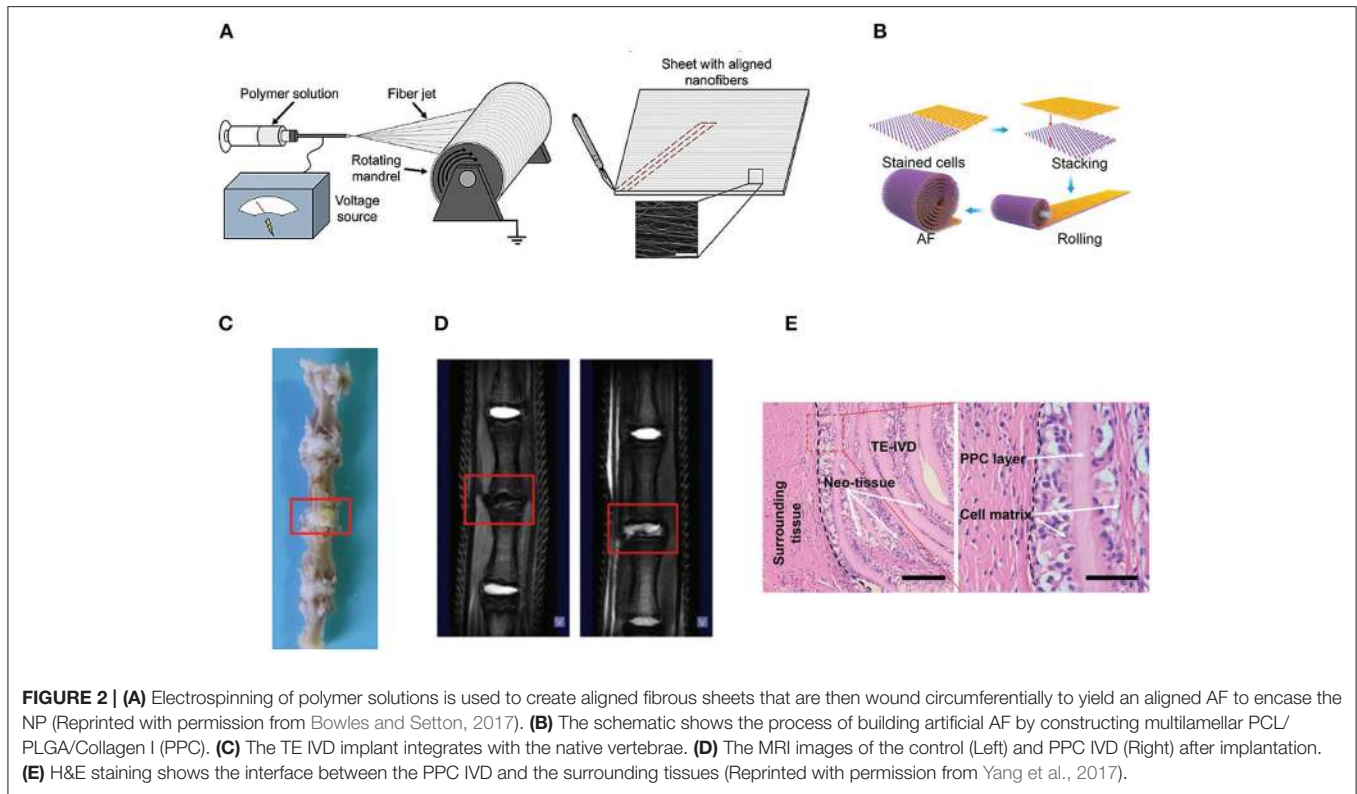 A
B
Polymer solution
Fiber jet
Rotating
mandrel
Voltage
source
Sheet with aligned
nanofibers
Stained cells
Stacking
AF
Rolling
C
D
E
V
V
Surrounding
tissue
TE-IVD
Neo-tissue
PPC layer
Cell matrix
FIGURE 2 | (A) Electrospinning of polymer solutions is used to create aligned fibrous sheets that are then wound circumferentially to yield an aligned AF to encase the
NP (Reprinted with permission from Bowles and Setton, 2017). (B) The schematic shows the process of building artificial AF by constructing multilamellar PCL/
PLGA/Collagen I (PPC). (C) The TE IVD implant integrates with the native vertebrae. (D) The MRI images of the control (Left) and PPC IVD (Right) after implantation.
(E) H&E staining shows the interface between the PPC IVD and the surrounding tissues (Reprinted with permission from Yang et al., 2017).